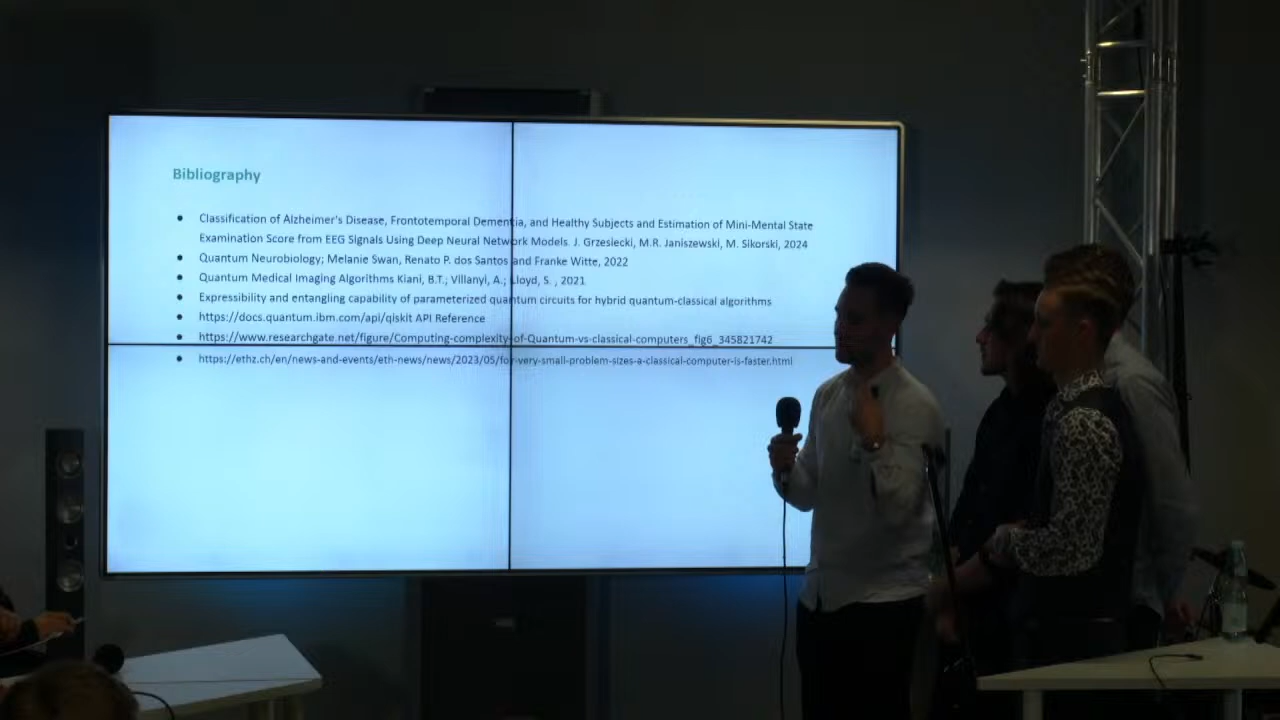 Bibliography
Classification of Alzheimer's Disease, Frontotemporal Dementia, and Healthy Subjects and Estimation of Mini-Mental State
Examination Score from EEG Signals Using Deep Neural Network Models. J. Grzesiecki, M.R. Janiszewski, M. Sikorski, 2024
Quantum Neurobiology; Melanie Swan, Renato P. dos Santos and Franke Witte, 2022
Quantum Medical Imaging Algorithms Kiani, B.T.; Villanyi, A.; Lloyd, S. , 2021
Expressibility and entangling capability of parameterized quantum circuits for hybrid quantum-classical algorithms
https://docs.quantum.ibm.com/api/qiskit API Reference
https://www.researchgate.net/figure/Computing-complexity-of-Quantum-vs-classical-computers_fig6_345821742
https://ethz.ch/en/news-and-events/eth-news/news/2023/05/for-very-small-problem-sizes-a-classical-computer-is-faster.html